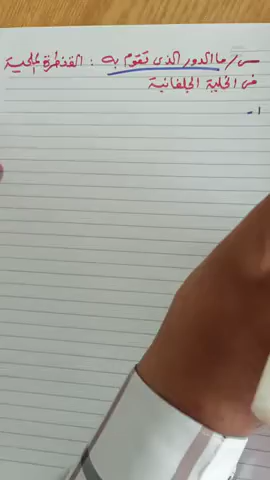 س/ ما الدور الذي تقوم به : القنطرة الملحية
في الخلية الجلفانية
١-